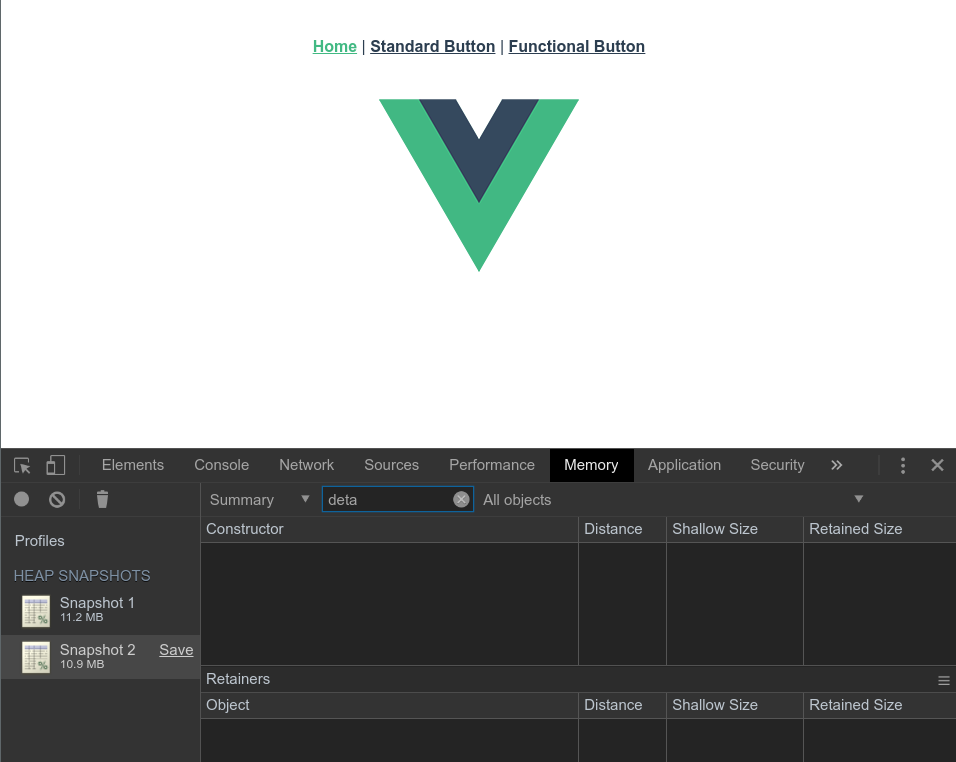 Home | Standard Button | Functional Button
Elements Console Network Sources Performance Memory Application Security »
Summary ▼ deta All objects ▼
Profiles
HEAP SNAPSHOTS
Snapshot 1
11.2 MB
Snapshot 2 Save
10.9 MB
Constructor Distance Shallow Size Retained Size
Retainers
Object Distance Shallow Size Retained Size